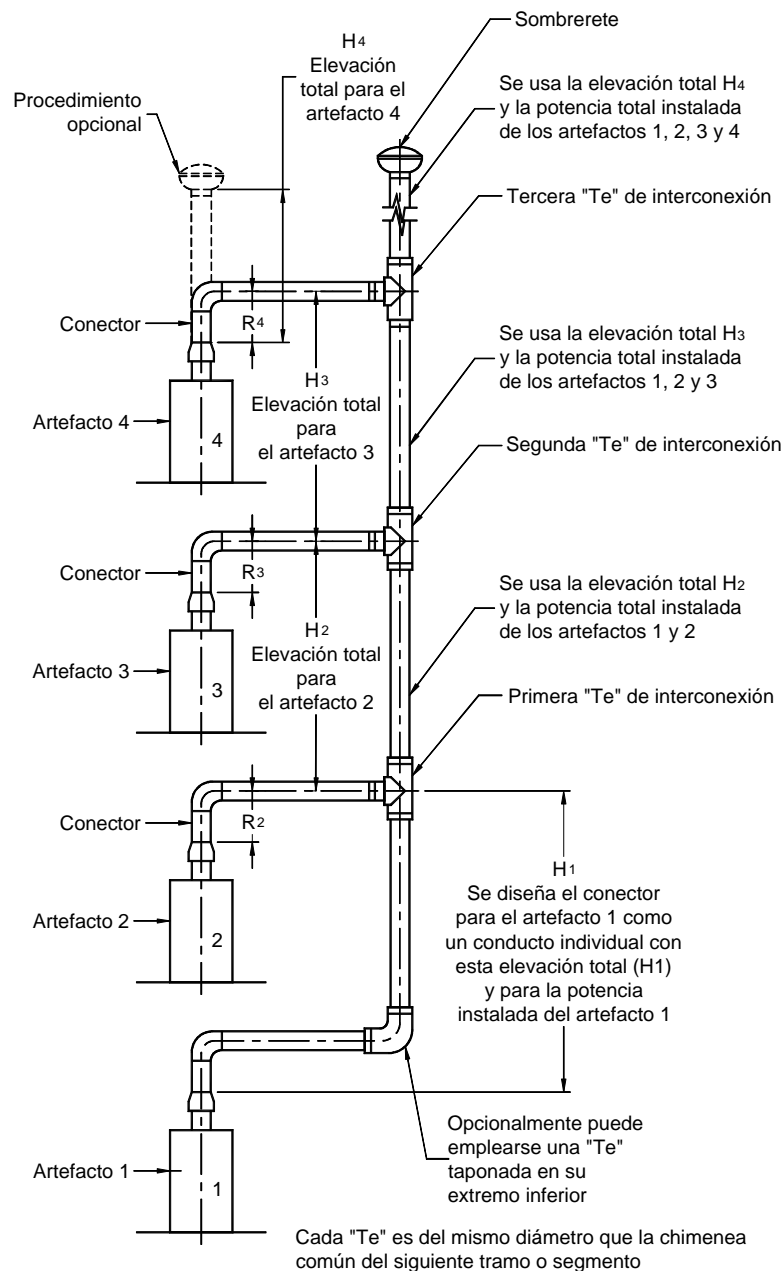 Sombrerete
H4
Elevación
total para el
artefacto 4
Procedimiento
opcional
Se usa la elevación total H4
y la potencia total instalada
de los artefactos 1, 2, 3 y 4
Tercera "Te" de interconexión
Conector
R4
Artefacto 4
4
H3
Elevación total
para
el artefacto 3
Se usa la elevación total H3
y la potencia total instalada
de los artefactos 1, 2 y 3
Segunda "Te" de interconexión
Conector
R3
Artefacto 3
3
H2
Elevación total
para
el artefacto 2
Se usa la elevación total H2
y la potencia total instalada
de los artefactos 1 y 2
Primera "Te" de interconexión
Conector
R2
Artefacto 2
2
H1
Se diseña el conector
para el artefacto 1 como
un conducto individual con
esta elevación total (H1)
y para la potencia
instalada del artefacto 1
Artefacto 1
1
Opcionalmente puede
emplearse una "Te"
taponada en su
extremo inferior
Cada "Te" es del mismo diámetro que la chimenea
común del siguiente tramo o segmento